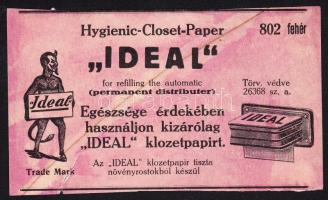 Hygienic-Closet-Paper 802 fehér
„IDEAL“
for refilling the automatic
(permanent distributer)
Törv. védve
26368 sz. a.
Ideal
Egészsége érdekében
használjon kizárólag
„IDEAL“ klozetpapirt.
IDEAL
Az „IDEAL“ klozetpapir tiszta
növényrostokból készül
Trade Mark